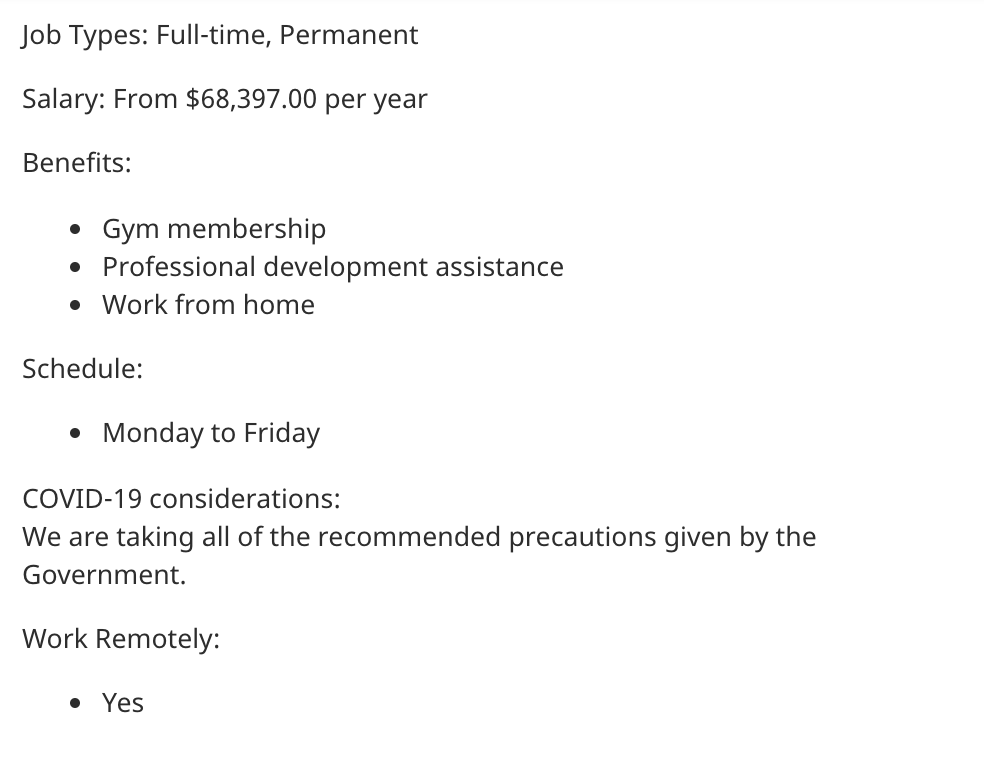 Job Types: Full-time, Permanent
Salary: From $68,397.00 per year
Benefits:
• Gym membership
• Professional development assistance
• Work from home
Schedule:
• Monday to Friday
COVID-19 considerations:
We are taking all of the recommended precautions given by the
Government.
Work Remotely:
• Yes